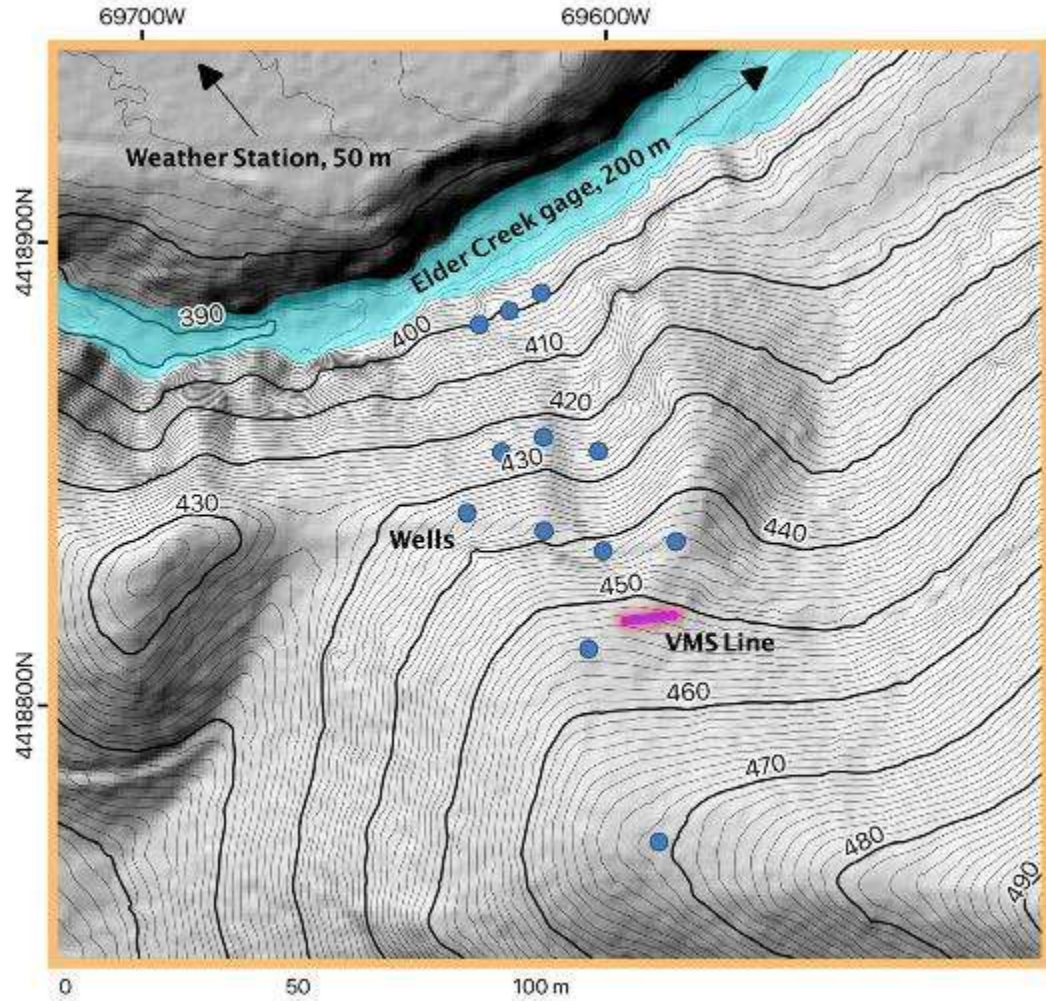 69700W
69600W
Weather Station, 50 m
Elder Creek gage, 200 m
4418900N
390
400
410
420
430
430
Wells
440
450
VMS Line
4418800N
460
470
480
490
0 50 100 m